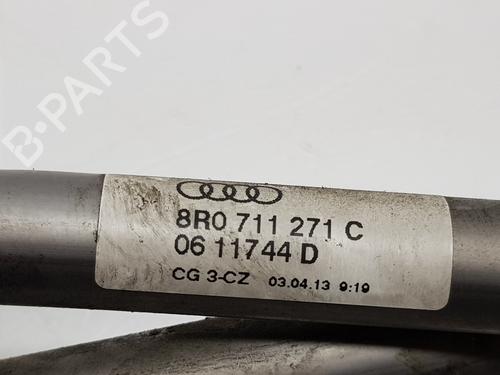 B-PARTS
8R0 711 271 C
06 11744 D
CG 3-CZ 03.04.13 9:19